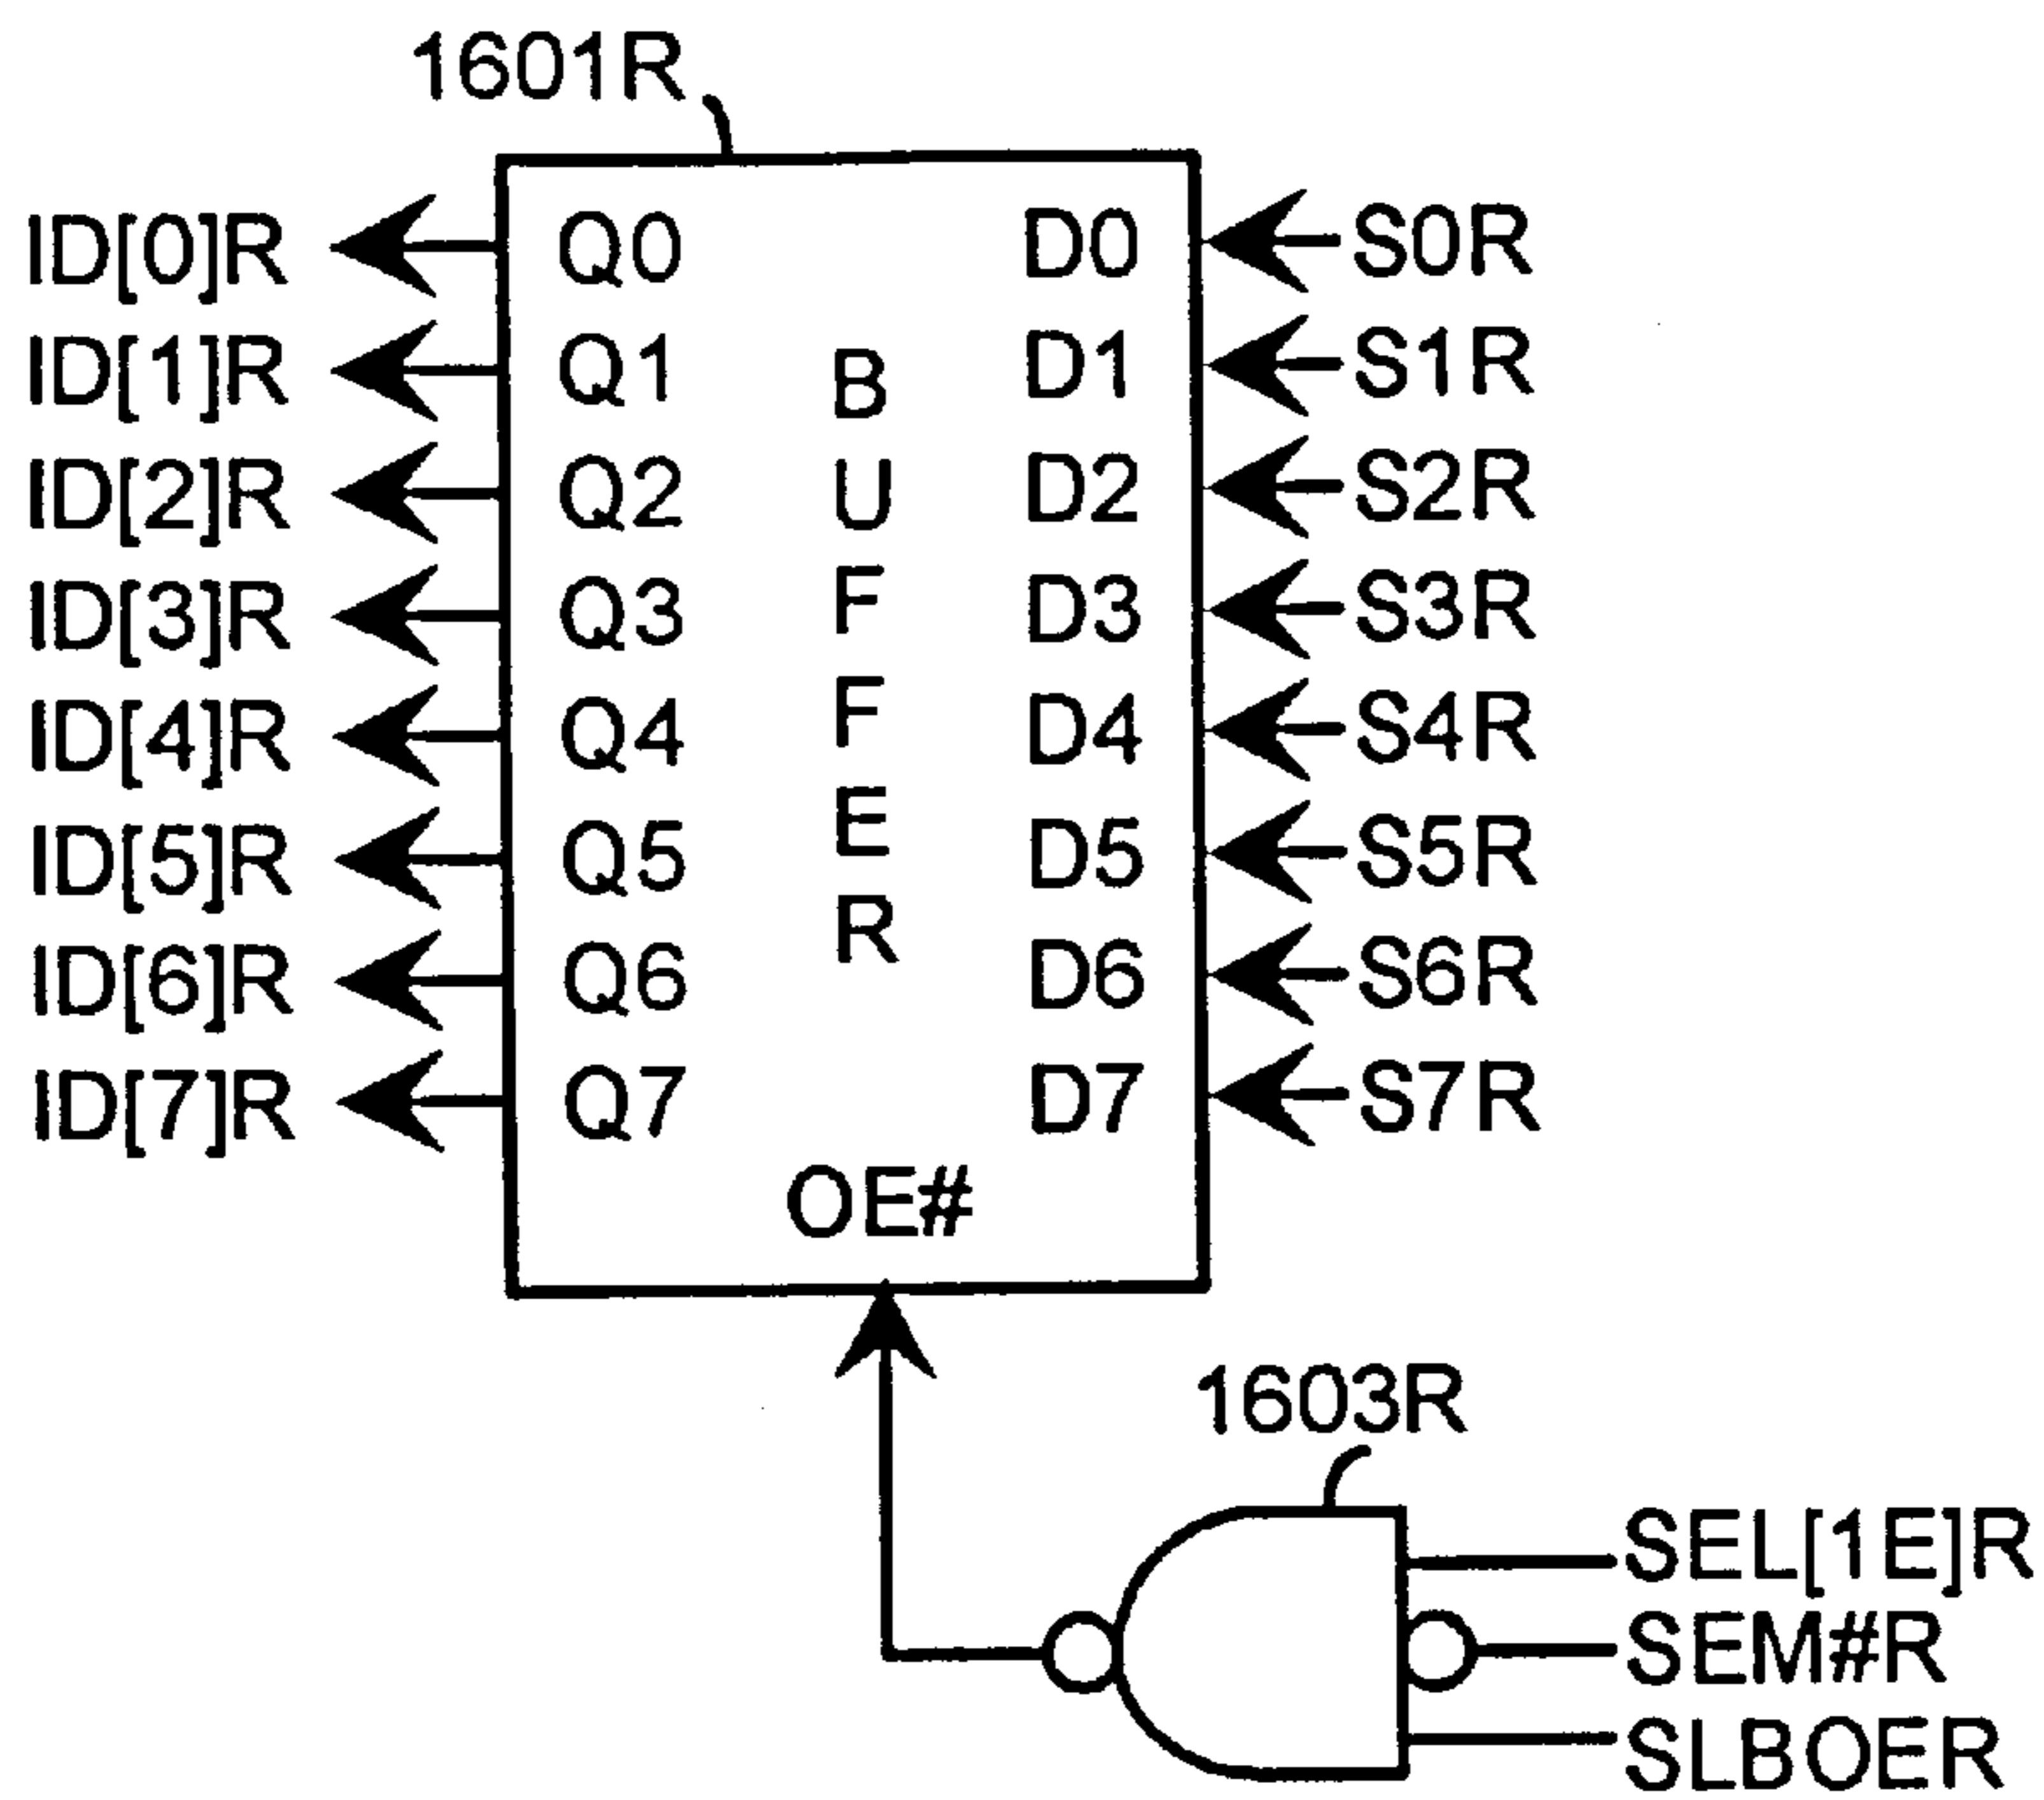 1601R
ID[0]R Q0 D0 S0R
ID[1]R Q1 D1 S1R
ID[2]R Q2 D2 S2R
ID[3]R Q3 D3 S3R
ID[4]R Q4 D4 S4R
ID[5]R Q5 D5 S5R
ID[6]R Q6 D6 S6R
ID[7]R Q7 D7 S7R
BUFFER
OE#
1603R
SEL[1E]R
SEM#R
SLBOER